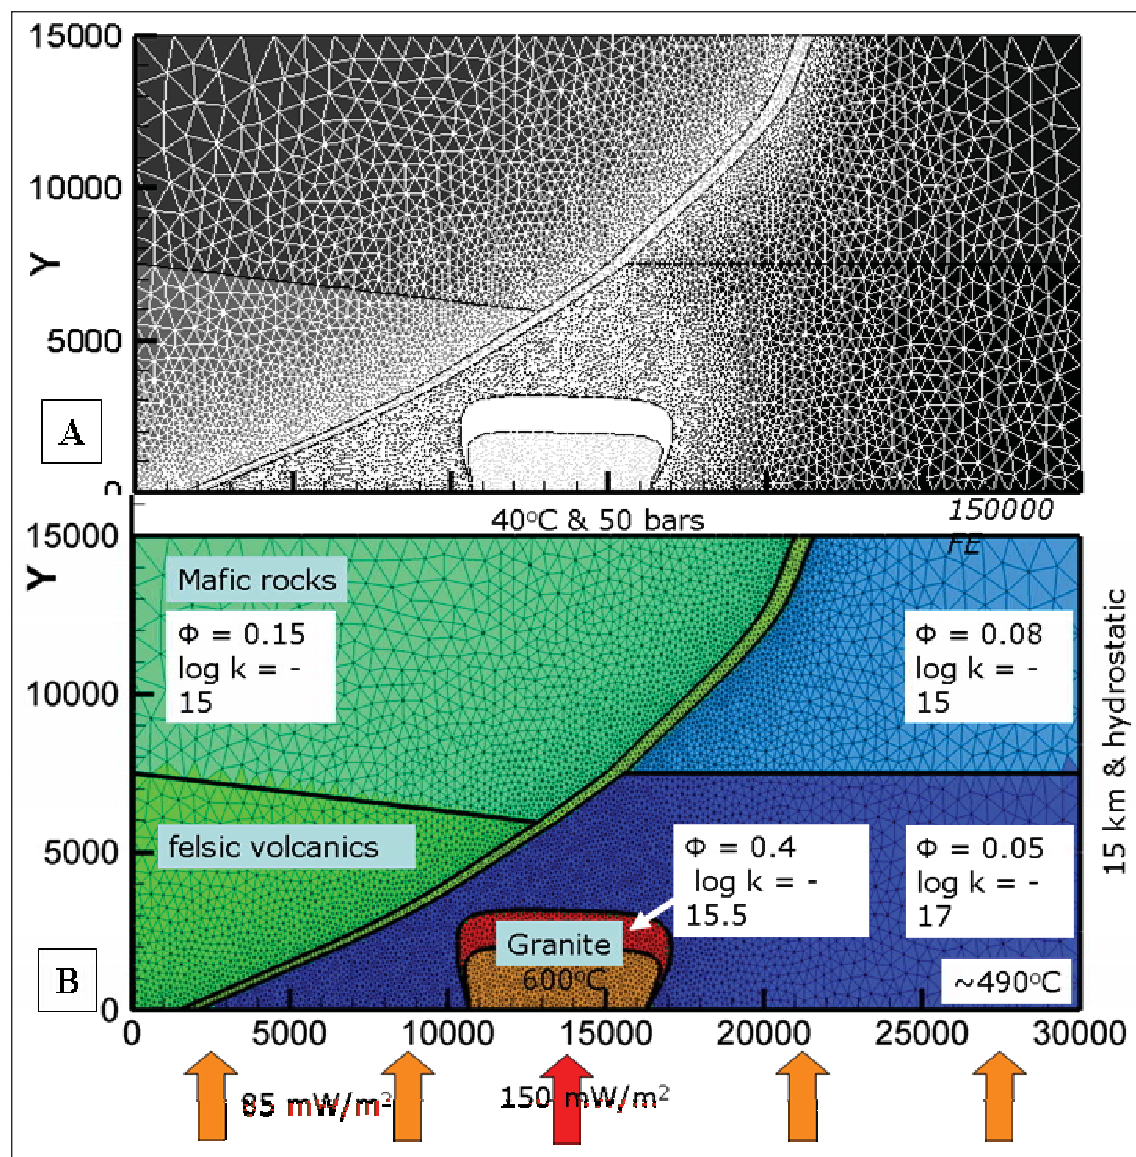 15000
10000
Y
5000
A
0
40°C & 50 bars
150000
FE
15000
Y
Mafic rocks
Φ = 0.15
log k = -
15
Φ = 0.08
log k = -
15
10000
15 km & hydrostatic
felsic volcanics
5000
Φ = 0.4
log k = -
15.5
Φ = 0.05
log k = -
17
Granite
600°C
B
~490°C
0
0 5000 10000 15000 20000 25000 30000
85 mW/m²
150 mW/m²